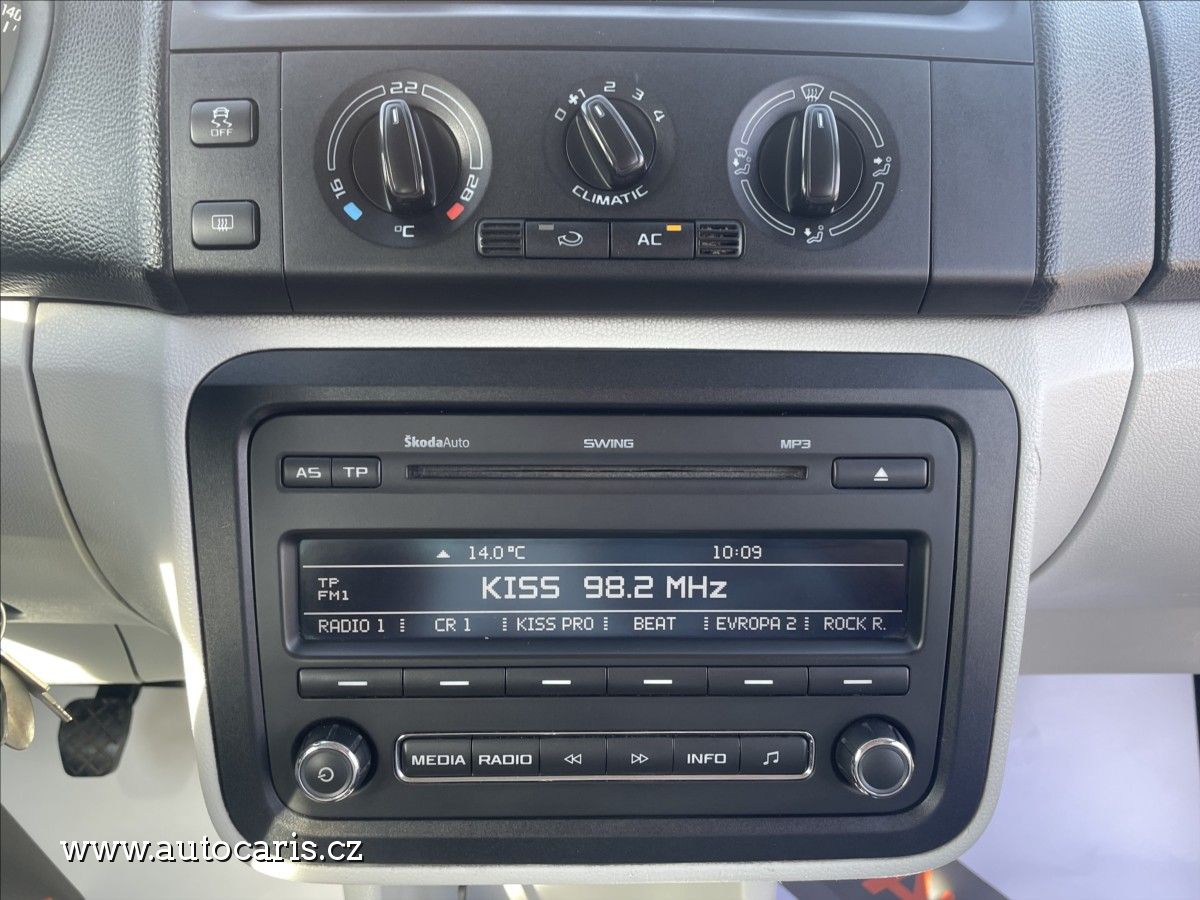 140
OFF
22
16
28
°C
0 1 2 3 4
CLIMATIC
AC
ŠkodaAuto SWING MP3
AS TP
14.0°C 10:09
TP
FM1
KISS 98.2 MHz
RADIO 1 CR 1 KISS PRO BEAT EVROPA 2 ROCK R.
MEDIA RADIO INFO
www.autocaris.cz